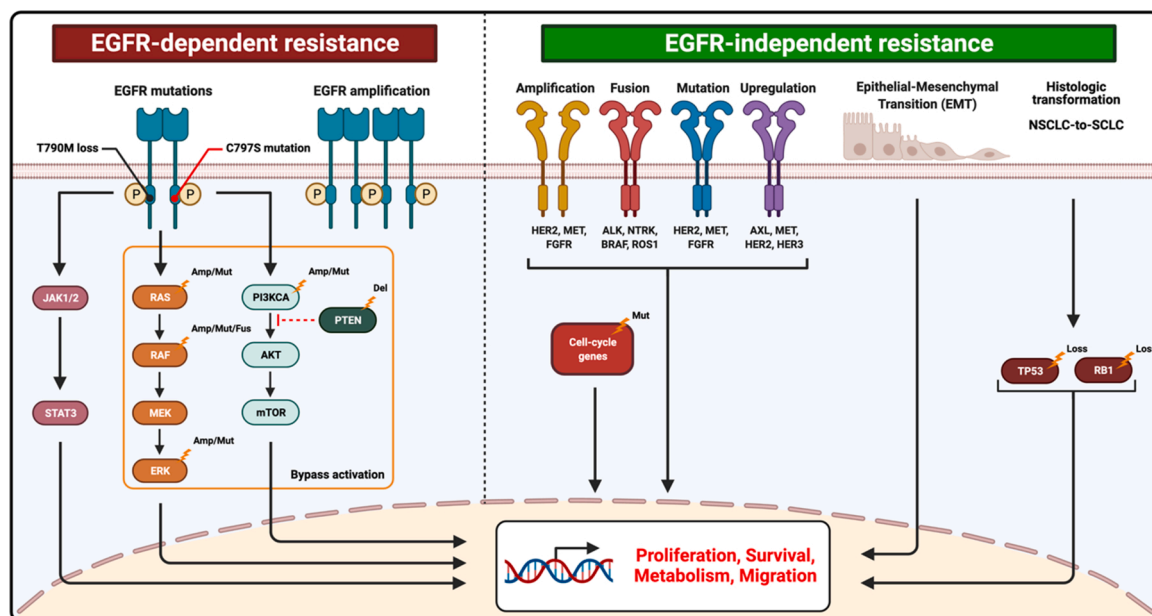 EGFR-dependent resistance
EGFR mutations
EGFR amplification
T790M loss
C797S mutation
P
P
P
P
P
JAK1/2
STAT3
Amp/Mut
RAS
Amp/Mut/Fus
RAF
MEK
Amp/Mut
ERK
Amp/Mut
PI3KCA
Del
PTEN
AKT
mTOR
Bypass activation
EGFR-independent resistance
Amplification
Fusion
Mutation
Upregulation
HER2, MET,
FGFR
ALK, NTRK,
BRAF, ROS1
HER2, MET,
FGFR
AXL, MET,
HER2, HER3
Epithelial-Mesenchymal
Transition (EMT)
Histologic
transformation
NSCLC-to-SCLC
Mut
Cell-cycle
genes
Loss
TP53
Los
RB1
Proliferation, Survival,
Metabolism, Migration